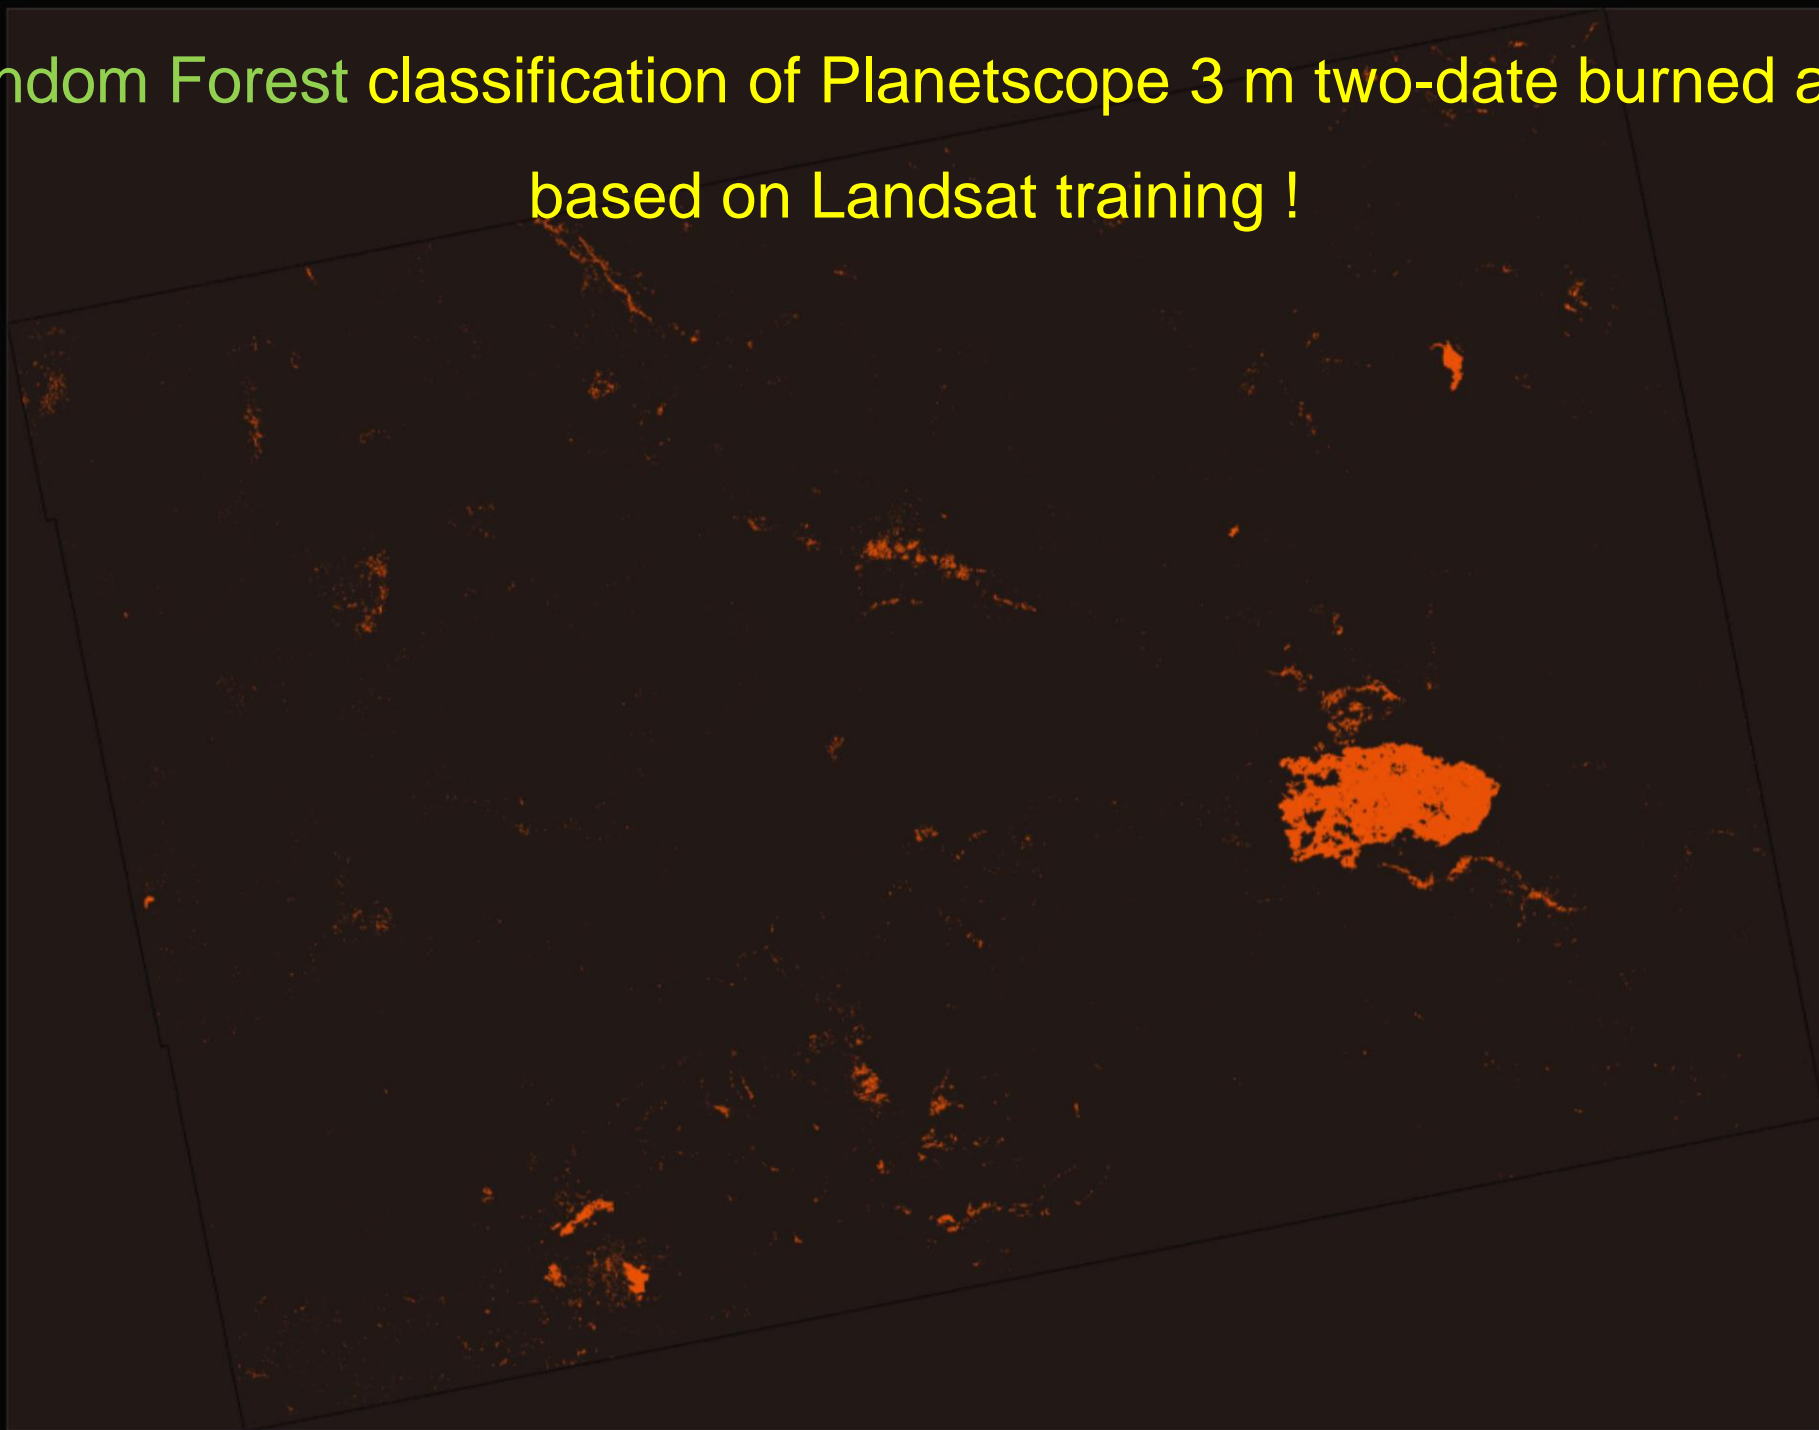 ndom Forest classification of Planetscope 3 m two-date burned a
based on Landsat training !